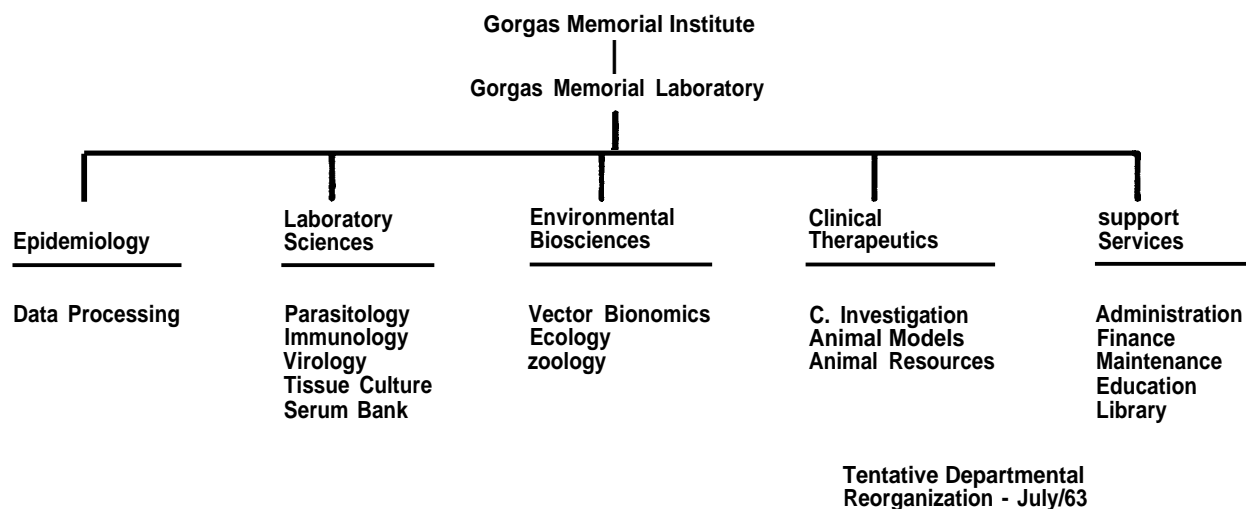 Gorgas Memorial Institute
Gorgas Memorial Laboratory
Epidemiology
Data Processing
Laboratory
Sciences
Parasitology
Immunology
Virology
Tissue Culture
Serum Bank
Environmental
Biosciences
Vector Bionomics
Ecology
zoology
Clinical
Therapeutics
C. Investigation
Animal Models
Animal Resources
support
Services
Administration
Finance
Maintenance
Education
Library
Tentative Departmental
Reorganization - July/63